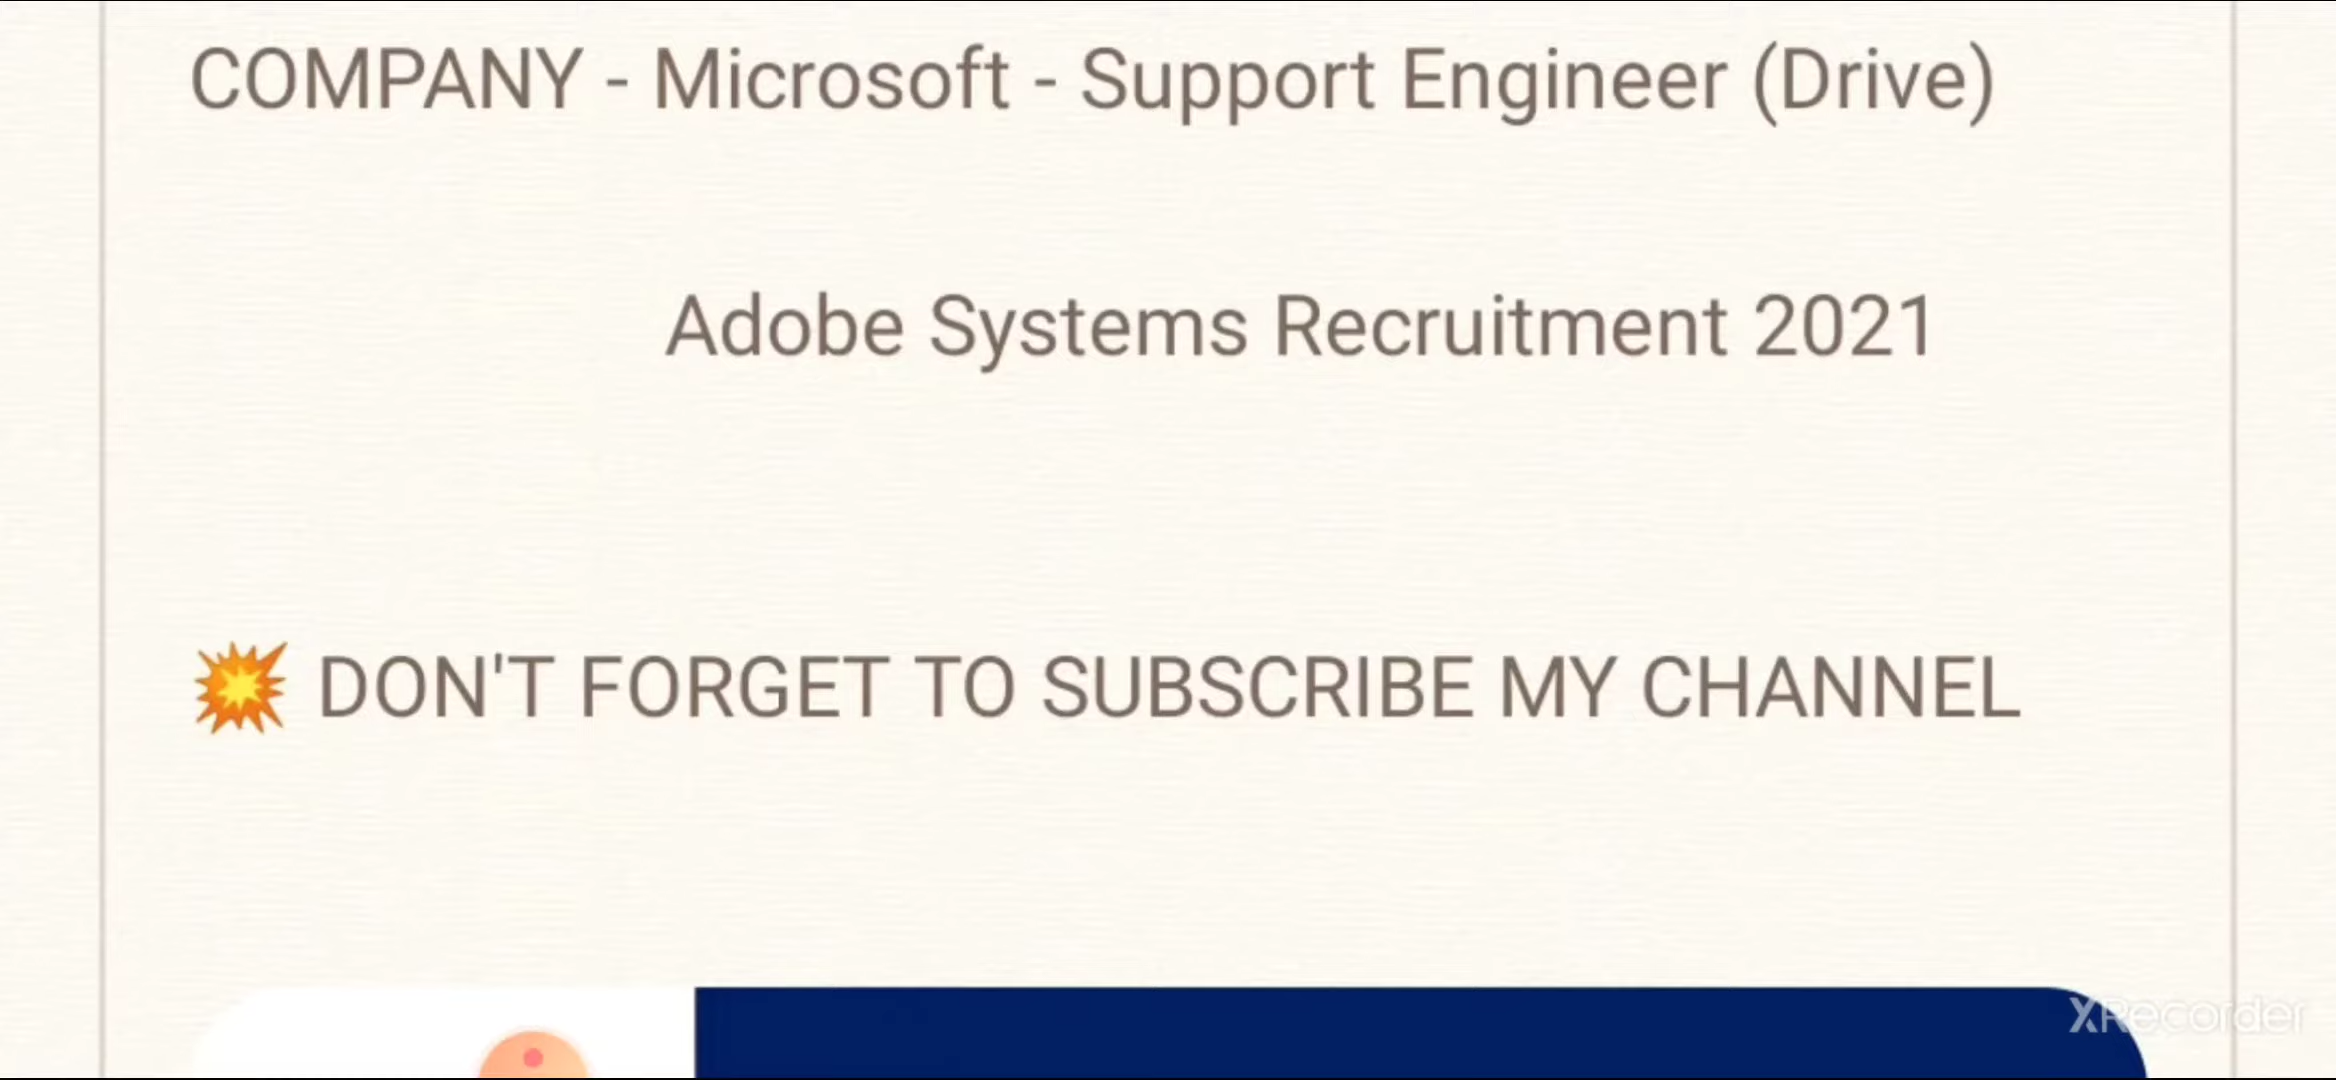 COMPANY - Microsoft - Support Engineer (Drive)
Adobe Systems Recruitment 2021
💥 DON'T FORGET TO SUBSCRIBE MY CHANNEL
XRecorder